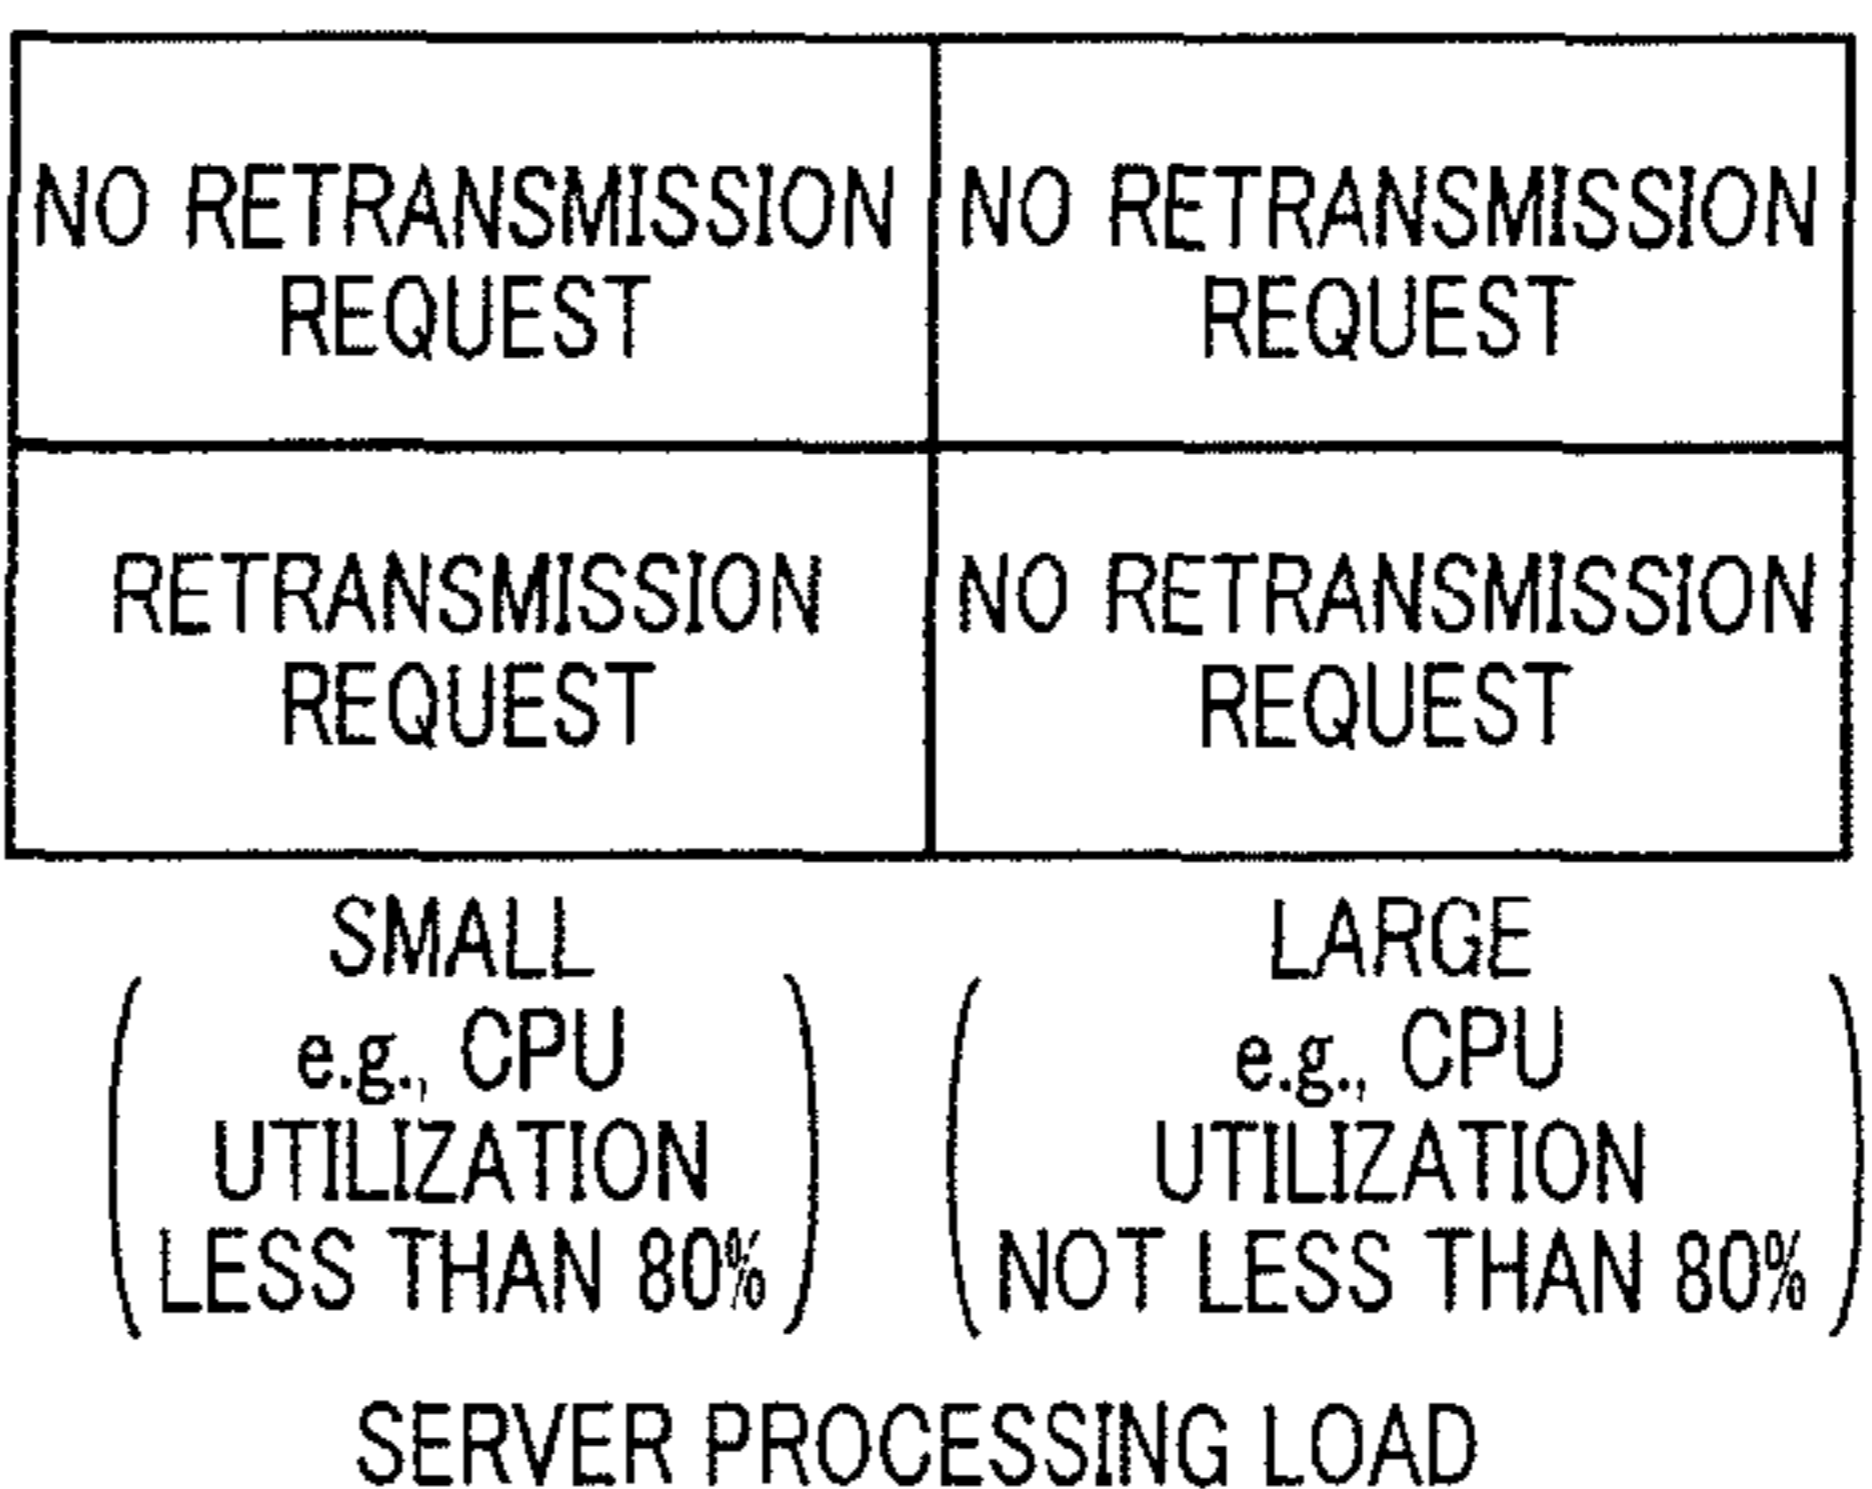 NO RETRANSMISSION
REQUEST
NO RETRANSMISSION
REQUEST
RETRANSMISSION
REQUEST
NO RETRANSMISSION
REQUEST
SMALL
e.g., CPU
UTILIZATION
LESS THAN 80%
LARGE
e.g., CPU
UTILIZATION
NOT LESS THAN 80%
SERVER PROCESSING LOAD